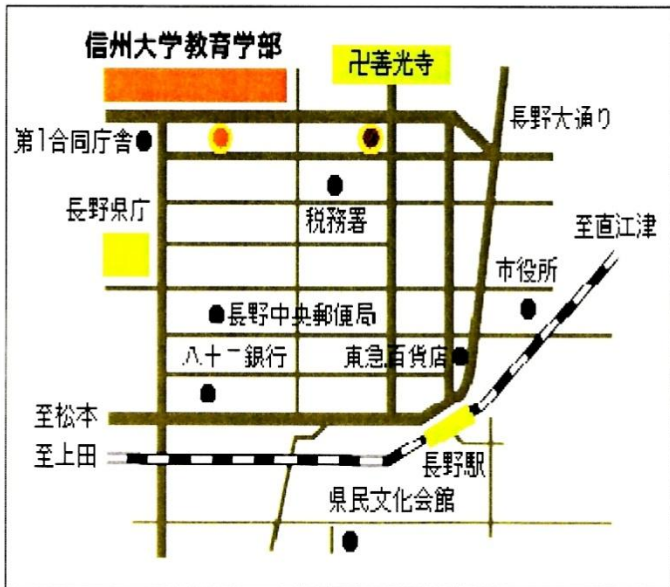 信州大学教育学部
卍善光寺
長野大通り
第1合同庁舎
長野県庁
税務署
至直江津
市役所
長野中央郵便局
八十二銀行
東急百貨店
至松本
至上田
長野駅
県民文化会館